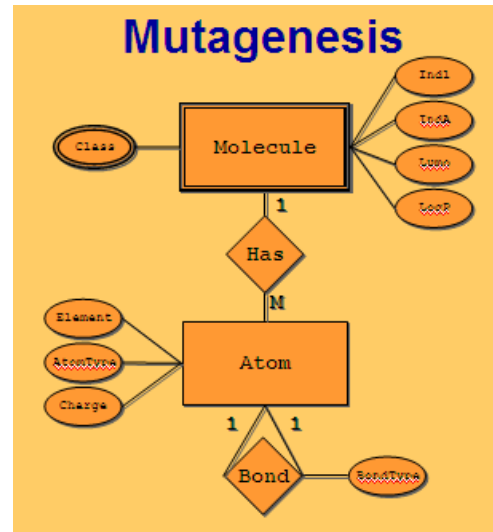 Mutagenesis
Ind1
Class
Molecule
IndA
Lumo
LogP
1
Has
M
Element
AtomType
Atom
Charge
1 1
Bond
BondType